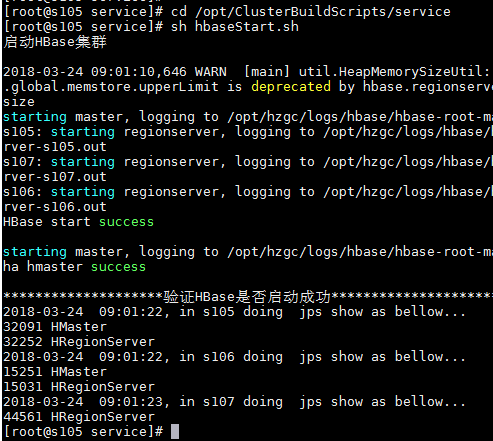 [root@s105 service]# cd /opt/ClusterBuildScripts/service
[root@s105 service]# sh hbaseStart.sh
启动HBase集群
2018-03-24 09:01:10,646 WARN  [main] util.HeapMemorySizeUtil:
.global.memstore.upperLimit is deprecated by hbase.regionserve
size
starting master, logging to /opt/hzgc/logs/hbase/hbase-root-ma
s105: starting regionserver, logging to /opt/hzgc/logs/hbase/h
rver-s105.out
s107: starting regionserver, logging to /opt/hzgc/logs/hbase/h
rver-s107.out
s106: starting regionserver, logging to /opt/hzgc/logs/hbase/h
rver-s106.out
HBase start success
starting master, logging to /opt/hzgc/logs/hbase/hbase-root-ma
ha hmaster success
********************验证HBase是否启动成功********************
2018-03-24  09:01:22, in s105 doing  jps show as bellow...
32091 HMaster
32252 HRegionServer
2018-03-24  09:01:22, in s106 doing  jps show as bellow...
15251 HMaster
15031 HRegionServer
2018-03-24  09:01:23, in s107 doing  jps show as bellow...
44561 HRegionServer
[root@s105 service]#